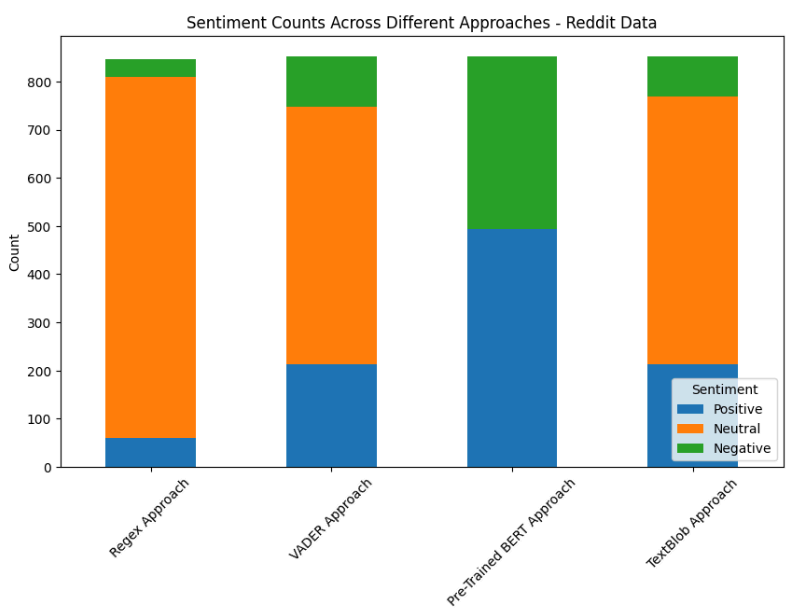 Sentiment Counts Across Different Approaches - Reddit Data
Count
800
700
600
500
400
300
200
100
0
Sentiment
Positive
Neutral
Negative
Regex Approach
VADER Approach
Pre-Trained BERT Approach
TextBlob Approach